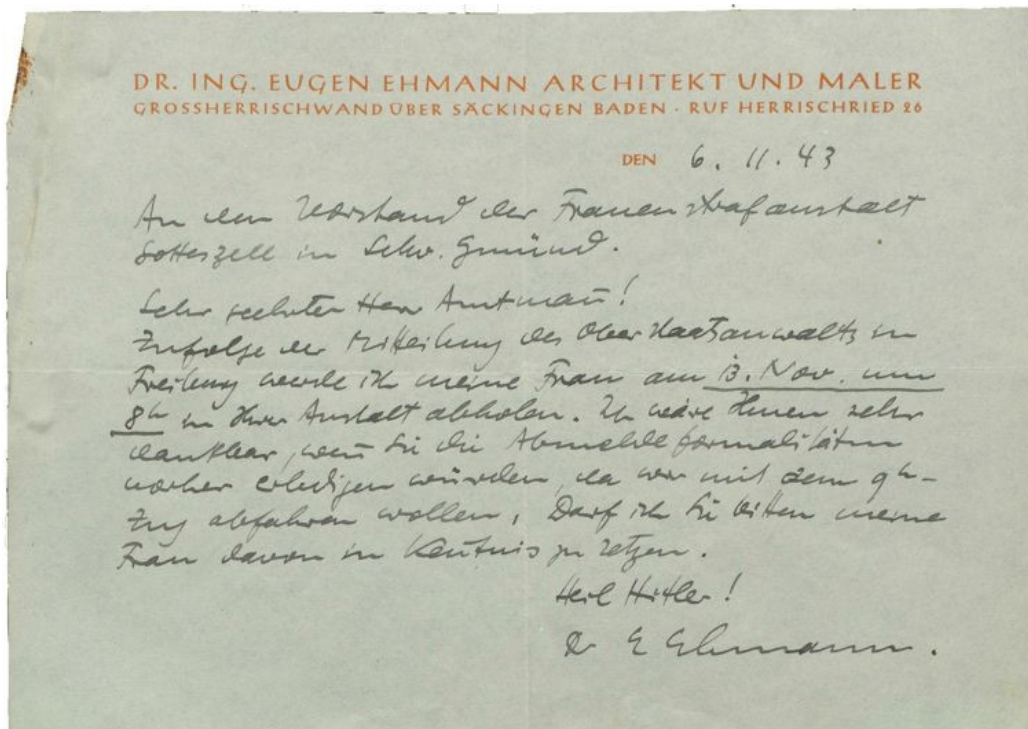 DR. ING. EUGEN EHMANN ARCHITEKT UND MALER
GROSSHERRISCHWAND ÜBER SÄCKINGEN BADEN · RUF HERRISCHRIED 26
DEN 6. 11. 43
An den Vorstand der Frauenstrafanstalt
Gotteszell in Schw. Gmünd.
Sehr geehrter Herr Amtmañ!
Zufolge der Mitteilung des Oberstaatsanwalts in
Freiburg werde ich meine Frau am 13. Nov. um
8h in Ihrer Anstalt abholen. Ich wäre Ihnen sehr
dankbar, weñ Sie die Abmeldeformalitäten
vorher erledigen würden, da wir mit dem 9h-
Zug abfahren wollen. Darf ich Sie bitten meine
Frau davon in Keñtnis zu setzen.
Heil Hitler!
Dr E Ehmann.